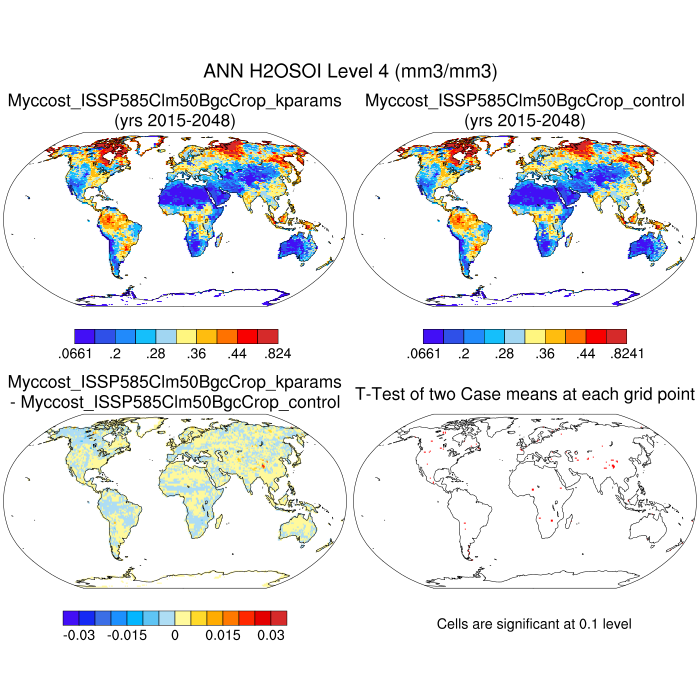 ANN H2OSOI Level 4 (mm3/mm3)
Myccost_ISSP585Clm50BgcCrop_kparams
(yrs 2015-2048)
Myccost_ISSP585Clm50BgcCrop_control
(yrs 2015-2048)
.0661 .2 .28 .36 .44 .824
.0661 .2 .28 .36 .44 .8241
Myccost_ISSP585Clm50BgcCrop_kparams
- Myccost_ISSP585Clm50BgcCrop_control
T-Test of two Case means at each grid point
-0.03 -0.015 0 0.015 0.03
Cells are significant at 0.1 level